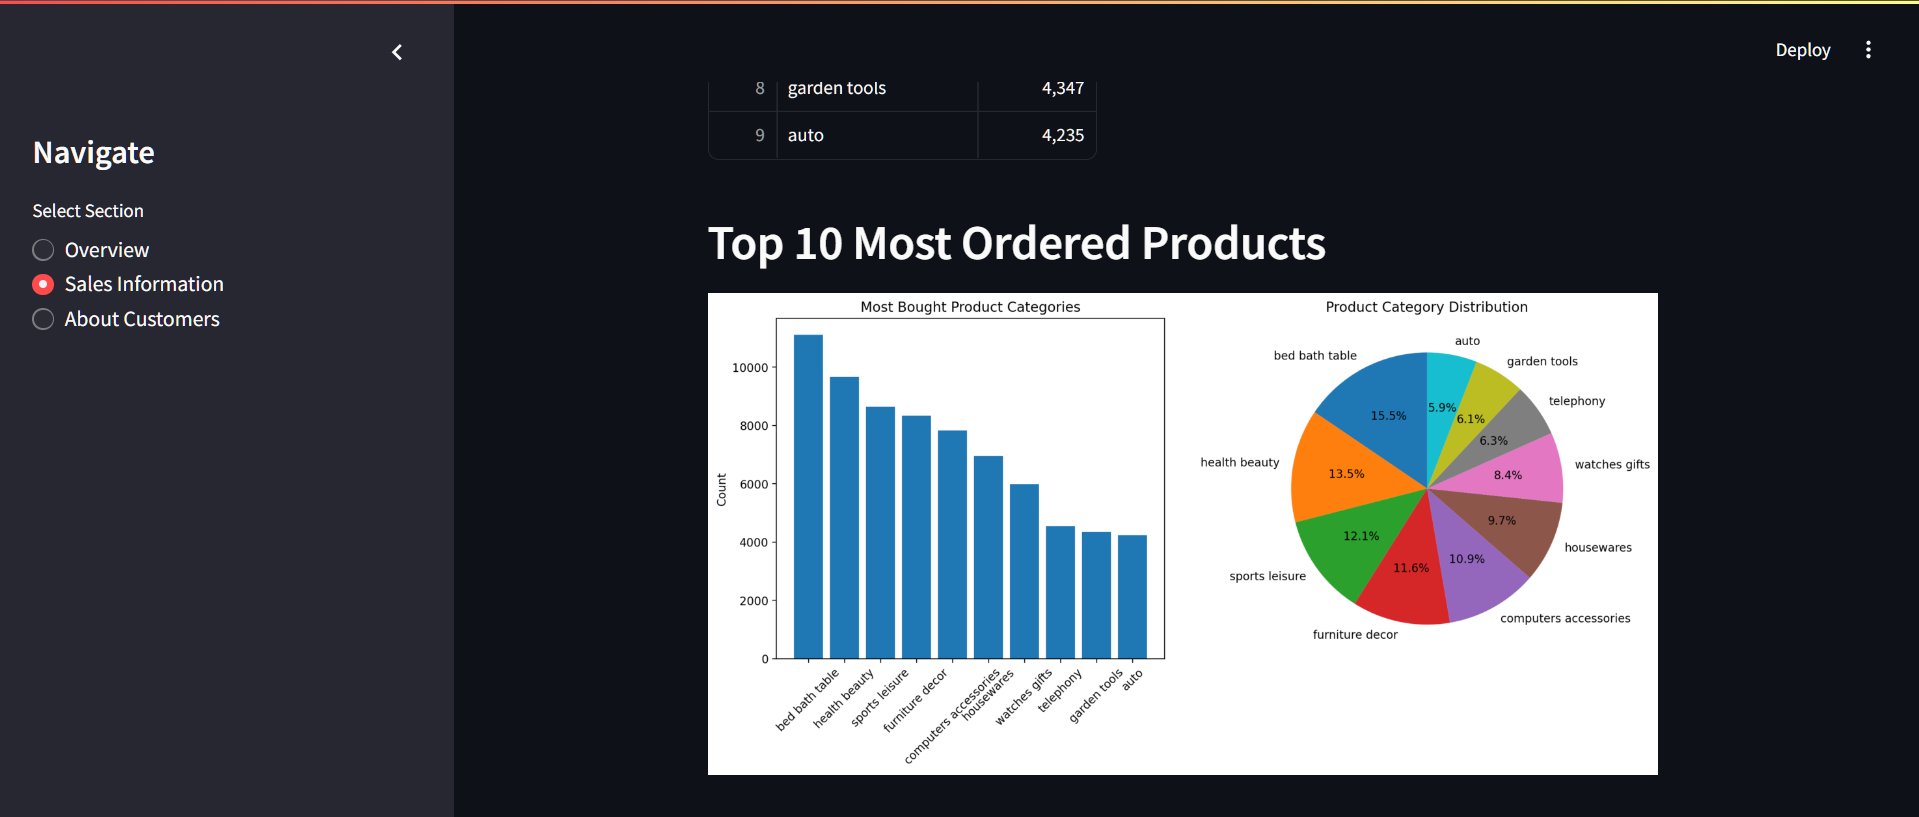 Deploy
Navigate
Select Section
Overview
Sales Information
About Customers
8 garden tools 4,347
9 auto 4,235
Top 10 Most Ordered Products
Most Bought Product Categories
Count
10000
8000
6000
4000
2000
0
bed bath table
health beauty
sports leisure
furniture decor
computers accessories
housewares
watches gifts
telephony
garden tools
auto
Product Category Distribution
bed bath table
15.5%
health beauty
13.5%
sports leisure
12.1%
furniture decor
11.6%
computers accessories
10.9%
housewares
9.7%
watches gifts
8.4%
telephony
6.3%
garden tools
6.1%
auto
5.9%